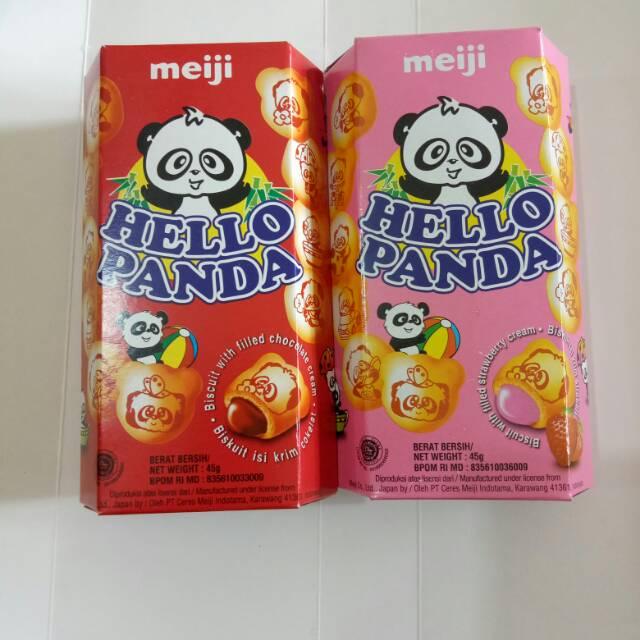 meiji
HELLO
PANDA
Biscuit with filled chocolate cream
Biskuit isi krim cokelat
BERAT BERSIH/
NET WEIGHT : 45g
BPOM RI MD : 835610033009
Diproduksi atas lisensi dari / Manufactured under license from
Ltd., Japan by / Oleh PT Ceres Meiji Indotama, Karawang 41361
meiji
HELLO
PANDA
Biscuit with filled strawberry cream
BERAT BERSIH/
NET WEIGHT : 45g
BPOM RI MD : 835610036009
Diproduksi atas lisensi dari / Manufactured under license from
Ltd., Japan by / Oleh PT Ceres Meiji Indotama, Karawang 41361